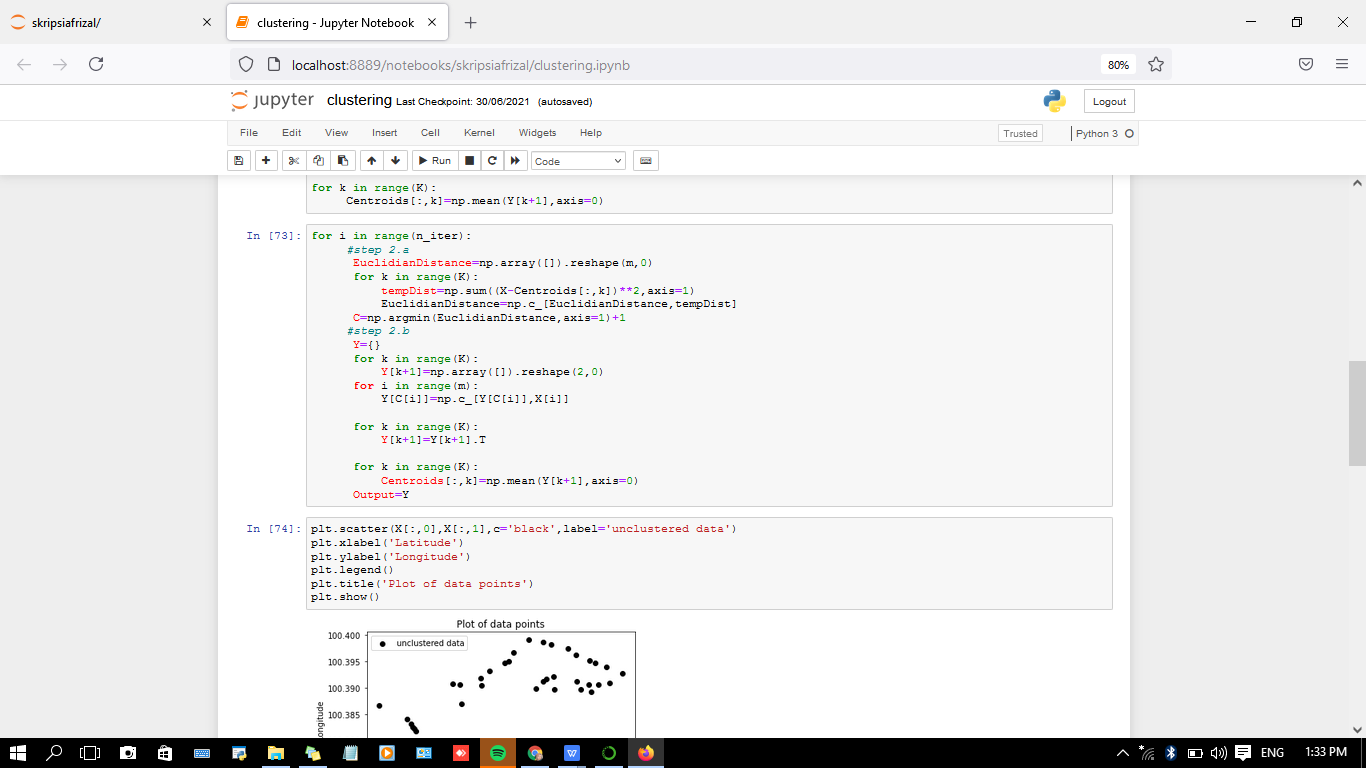 skripsiafrizal/
clustering - Jupyter Notebook
localhost:8889/notebooks/skripsiafrizal/clustering.ipynb
80%
jupyter clustering Last Checkpoint: 30/06/2021 (autosaved)
Logout
File Edit View Insert Cell Kernel Widgets Help
Trusted
Python 3
Run
Code
for k in range(K):
Centroids[:,k]=np.mean(Y[k+1],axis=0)
In [73]:
for i in range(n_iter):
#step 2.a
EuclidianDistance=np.array([]).reshape(m,0)
for k in range(K):
tempDist=np.sum((X-Centroids[:,k])**2,axis=1)
EuclidianDistance=np.c_[EuclidianDistance,tempDist]
C=np.argmin(EuclidianDistance,axis=1)+1
#step 2.b
Y={}
for k in range(K):
Y[k+1]=np.array([]).reshape(2,0)
for i in range(m):
Y[C[i]]=np.c_[Y[C[i]],X[i]]
for k in range(K):
Y[k+1]=Y[k+1].T
for k in range(K):
Centroids[:,k]=np.mean(Y[k+1],axis=0)
Output=Y
In [74]:
plt.scatter(X[:,0],X[:,1],c='black',label='unclustered data')
plt.xlabel('Latitude')
plt.ylabel('Longitude')
plt.legend()
plt.title('Plot of data points')
plt.show()
Plot of data points
unclustered data
100.400
100.395
100.390
100.385
ENG
1:33 PM